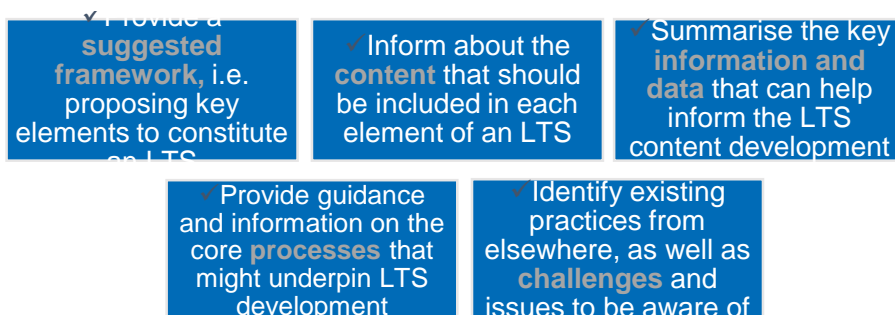 ✓Provide a
suggested
framework, i.e.
proposing key
elements to constitute
an LTS
✓Inform about the
content that should
be included in each
element of an LTS
✓Summarise the key
information and
data that can help
inform the LTS
content development
✓Provide guidance
and information on the
core processes that
might underpin LTS
development
✓Identify existing
practices from
elsewhere, as well as
challenges and
issues to be aware of